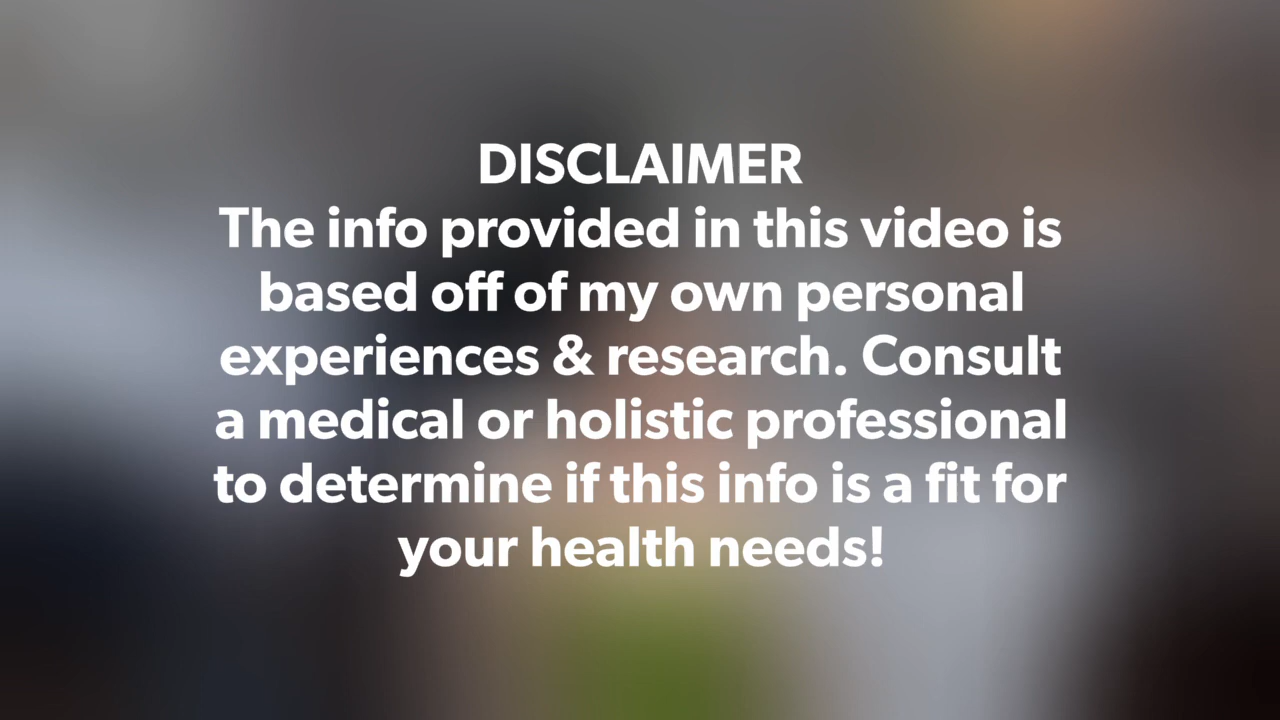 DISCLAIMER
The info provided in this video is
based off of my own personal
experiences & research. Consult
a medical or holistic professional
to determine if this info is a fit for
your health needs!